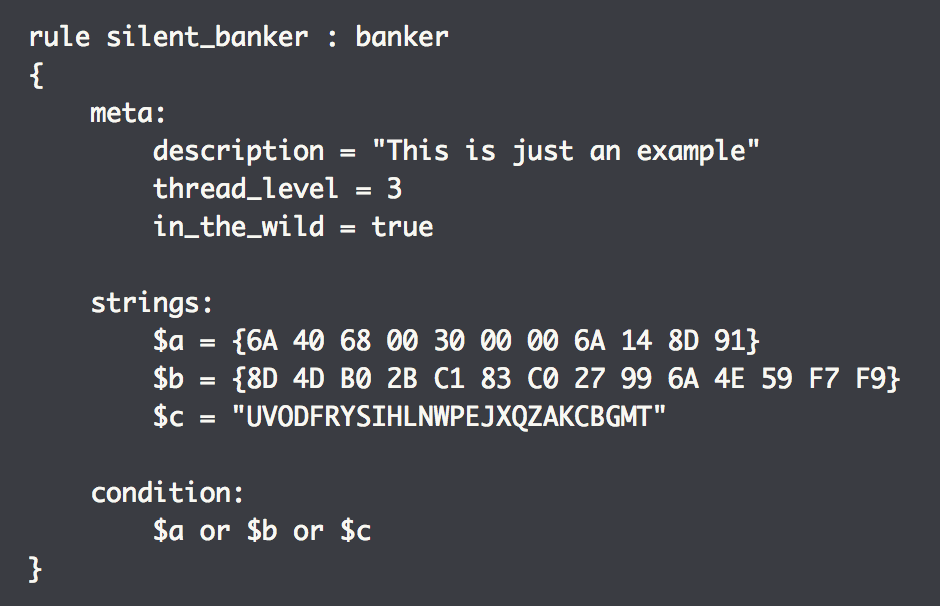 rule silent_banker : banker
{
    meta:
        description = "This is just an example"
        thread_level = 3
        in_the_wild = true

    strings:
        $a = {6A 40 68 00 30 00 00 6A 14 8D 91}
        $b = {8D 4D B0 2B C1 83 C0 27 99 6A 4E 59 F7 F9}
        $c = "UVODFRYSIHLNWPEJXQZAKCBGMT"

    condition:
        $a or $b or $c
}